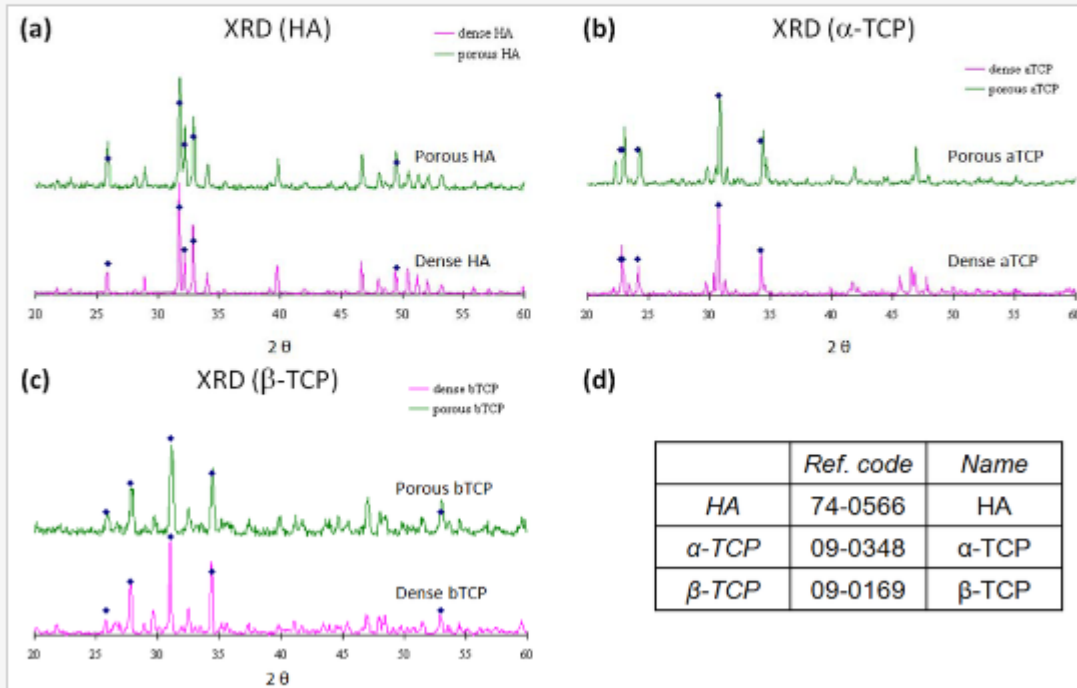 (a)
XRD (HA)
dense HA
porous HA
Porous HA
Dense HA
20 25 30 35 40 45 50 55 60
2 θ
(b)
XRD (α-TCP)
dense aTCP
porous aTCP
Porous aTCP
Dense aTCP
20 25 30 35 40 45 50 55 60
2 θ
(c)
XRD (β-TCP)
dense bTCP
porous bTCP
Porous bTCP
Dense bTCP
20 25 30 35 40 45 50 55 60
2 θ
(d)
Ref. code Name
HA 74-0566 HA
α-TCP 09-0348 α-TCP
β-TCP 09-0169 β-TCP